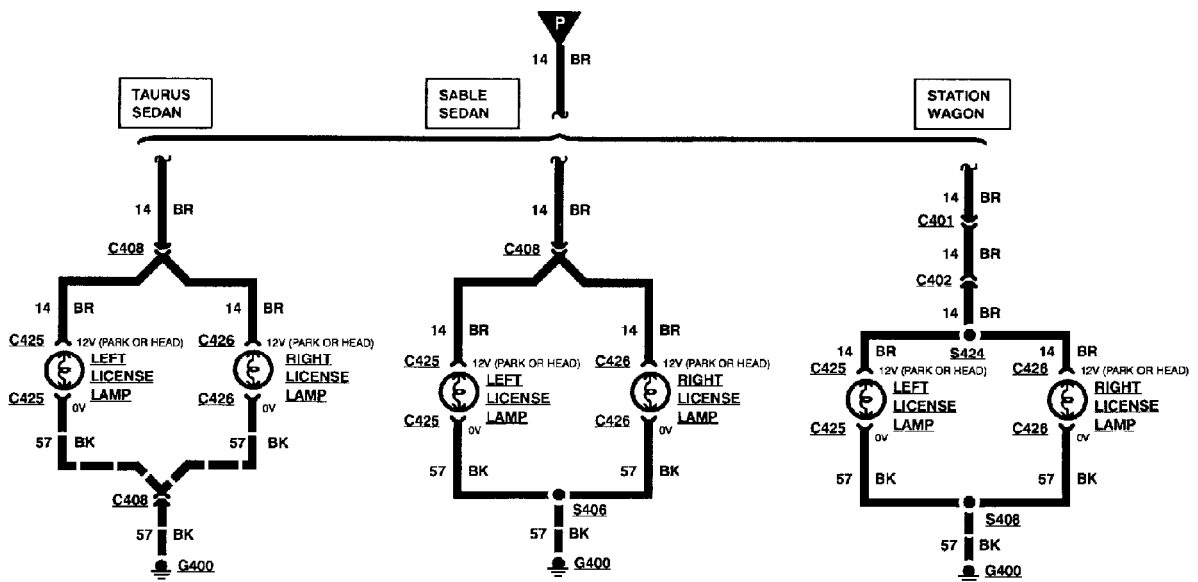 P
14 BR
TAURUS
SEDAN
SABLE
SEDAN
STATION
WAGON
14 BR
C408
14 BR
14 BR
C425
12V (PARK OR HEAD)
LEFT
LICENSE
LAMP
C425
0V
57 BK
C426
12V (PARK OR HEAD)
RIGHT
LICENSE
LAMP
C426
0V
57 BK
C408
57 BK
G400
14 BR
C408
14 BR
14 BR
C425
12V (PARK OR HEAD)
LEFT
LICENSE
LAMP
C425
0V
57 BK
C426
12V (PARK OR HEAD)
RIGHT
LICENSE
LAMP
C426
0V
57 BK
S406
57 BK
G400
14 BR
C401
14 BR
C402
14 BR
S424
14 BR
14 BR
C425
12V (PARK OR HEAD)
LEFT
LICENSE
LAMP
C425
0V
57 BK
C426
12V (PARK OR HEAD)
RIGHT
LICENSE
LAMP
C426
0V
57 BK
S408
57 BK
G400